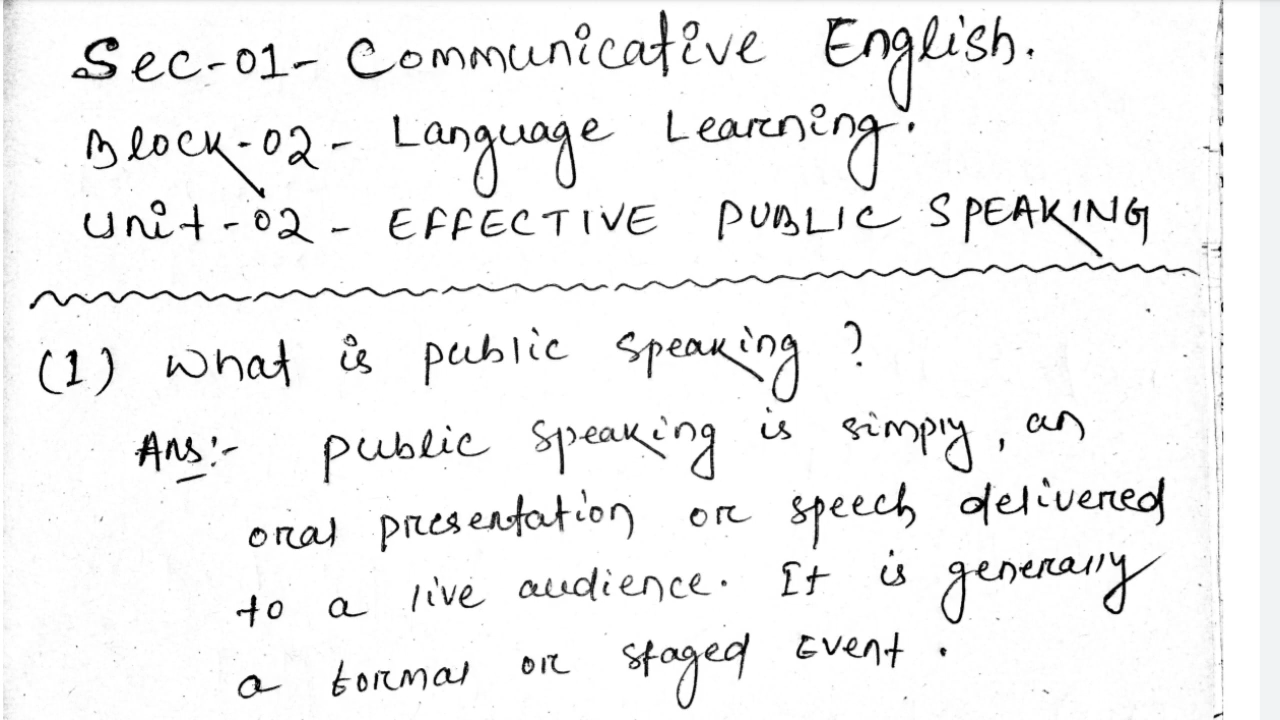 Sec-01- Communicative English.
Block-02- Language Learning.
Unit-02- EFFECTIVE PUBLIC SPEAKING
(1) What is public speaking ?
Ans:- public speaking is simply, an
oral presentation or speech delivered
to a live audience. It is generally
a formal or staged Event.